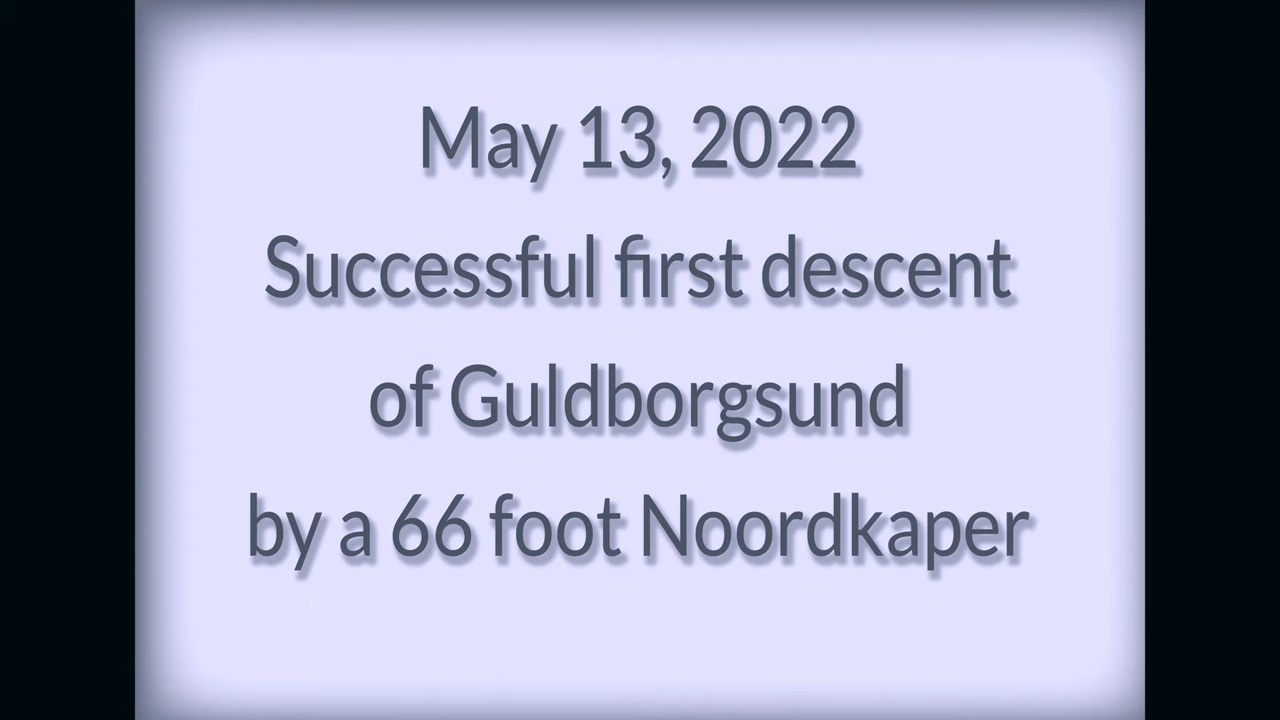 May 13, 2022
Successful first descent
of Guldborgsund
by a 66 foot Noordkaper